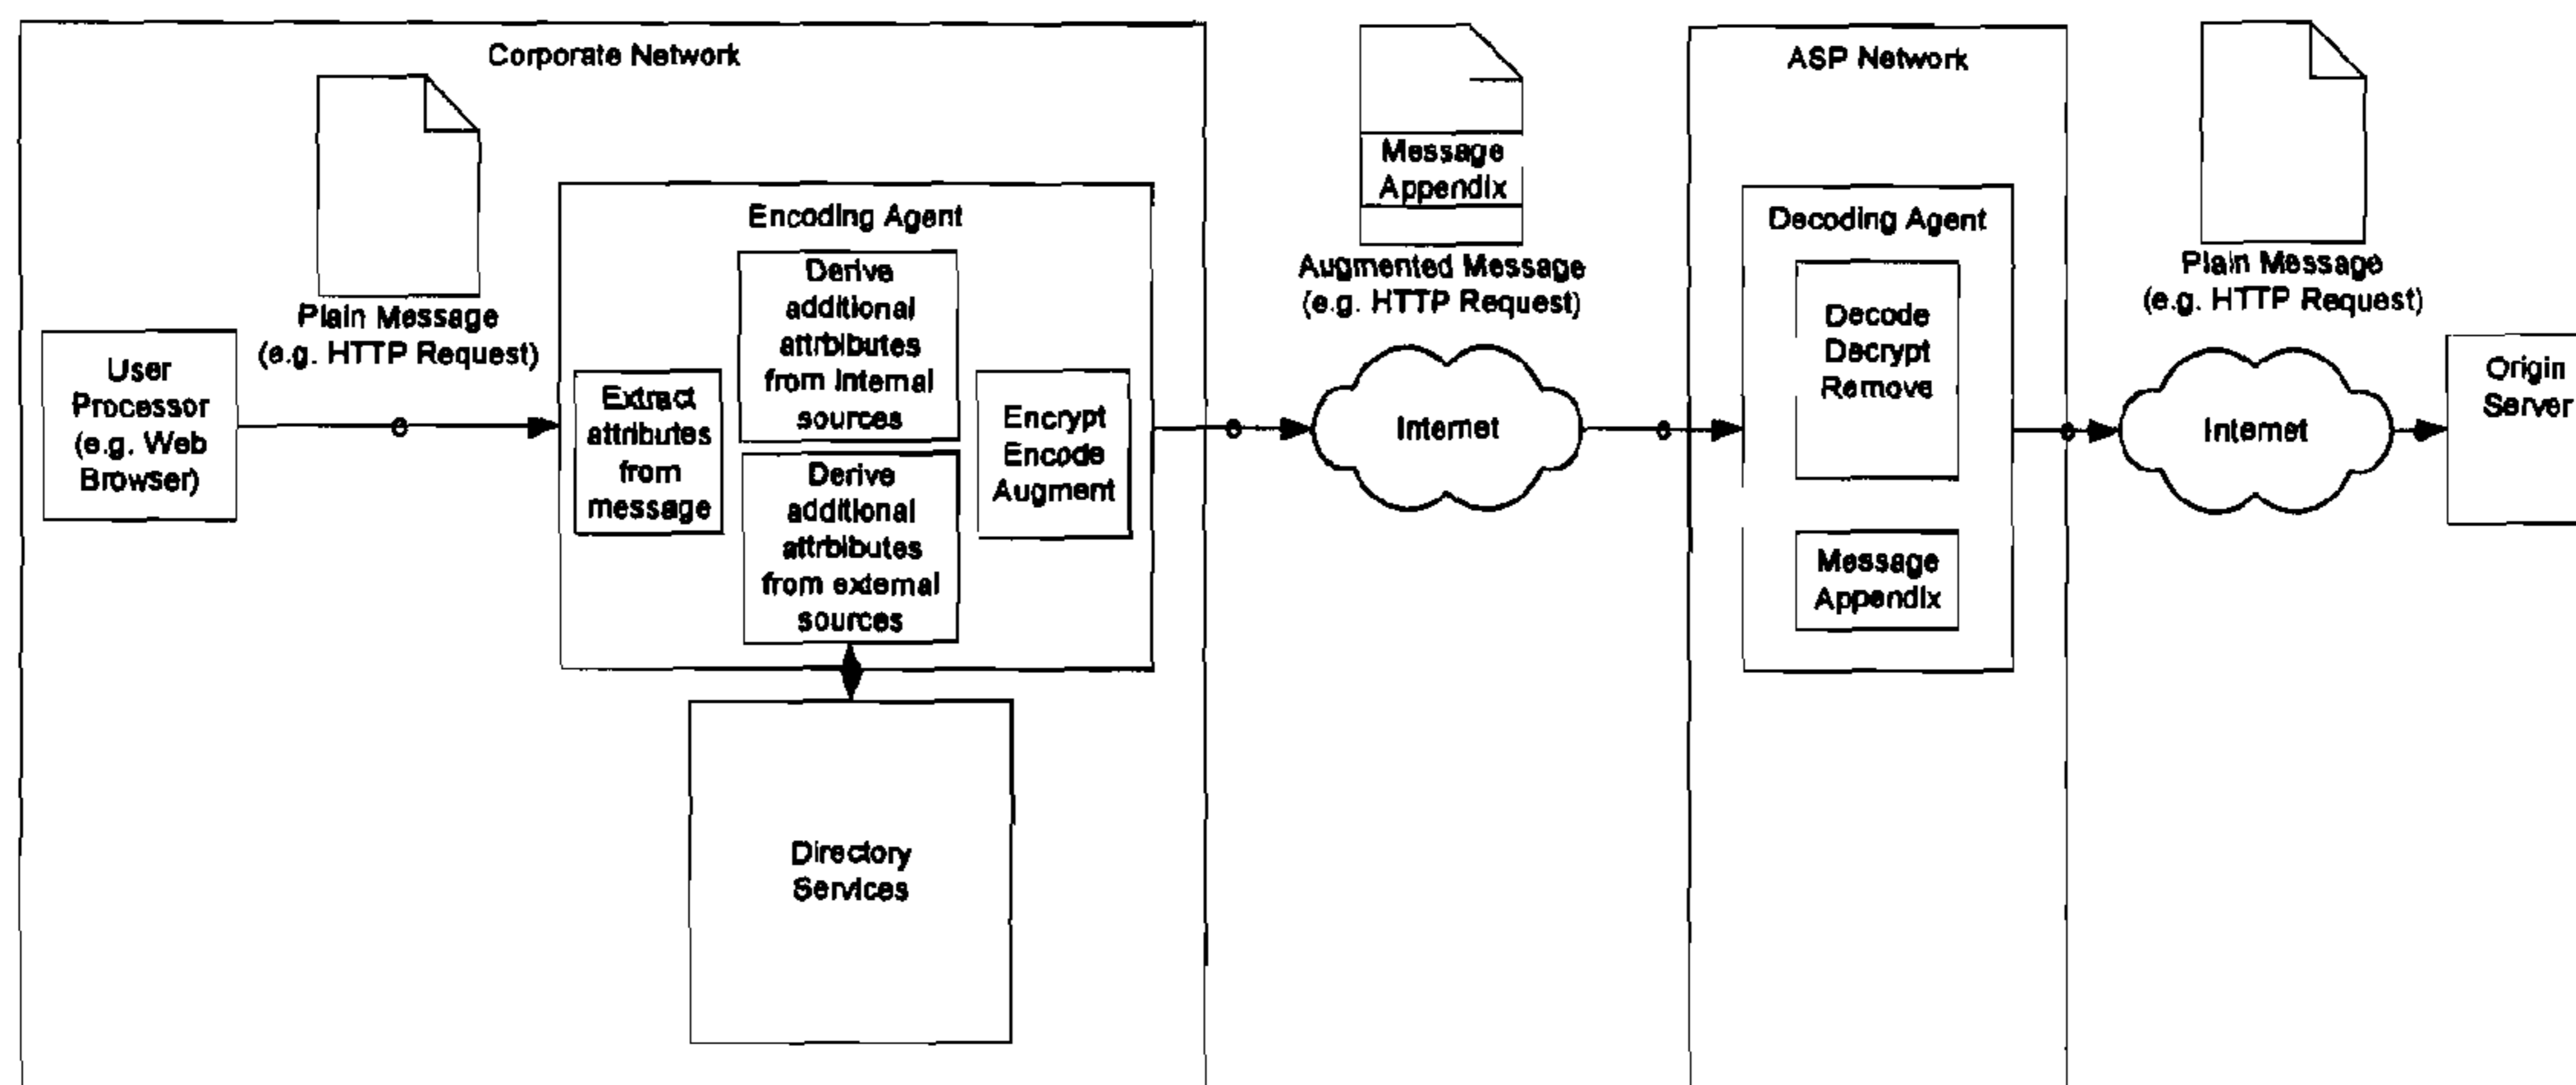 Corporate Network
Plain Message
(e.g. HTTP Request)
User
Processor
(e.g. Web
Browser)
Encoding Agent
Extract
attributes
from
message
Derive
additional
attrbibutes
from internal
sources
Derive
additional
attrbibutes
from external
sources
Encrypt
Encode
Augment
Directory
Services
Message
Appendix
Augmented Message
(e.g. HTTP Request)
Internet
ASP Network
Decoding Agent
Decode
Decrypt
Remove
Message
Appendix
Plain Message
(e.g. HTTP Request)
Internet
Origin
Server